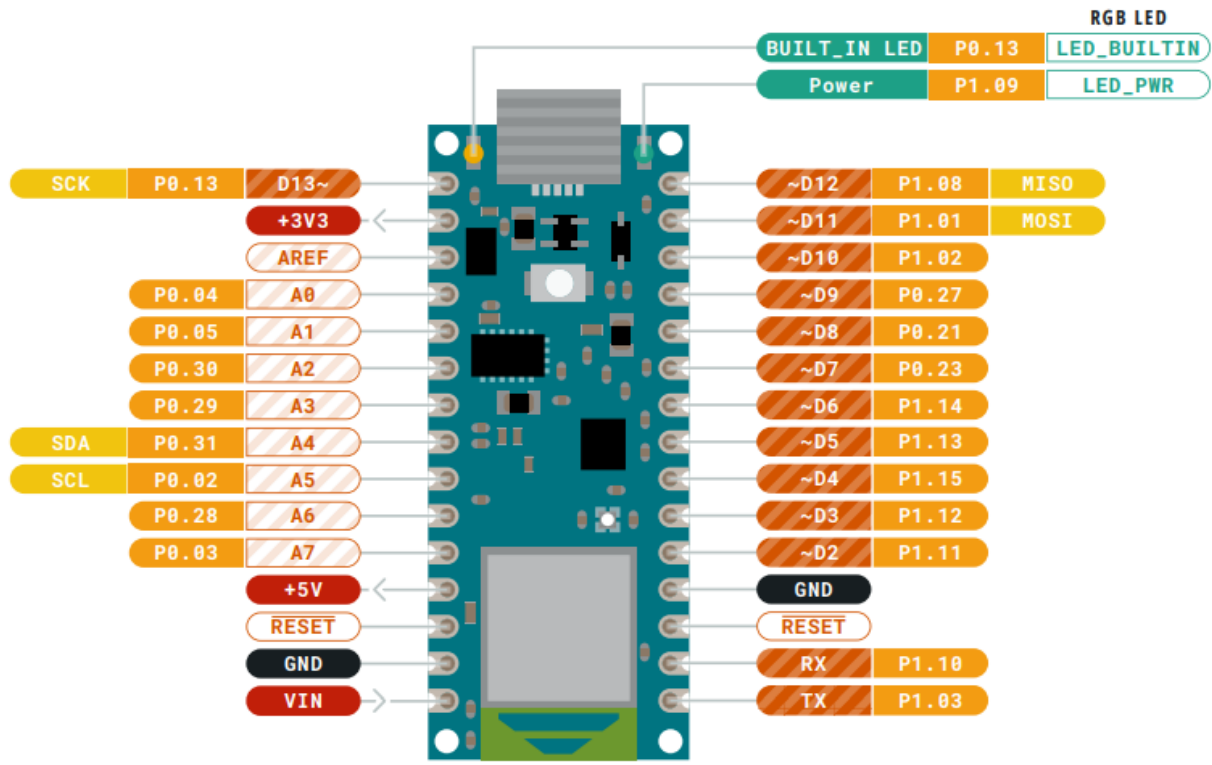 RGB LED
BUILT_IN LED P0.13 LED_BUILTIN
Power P1.09 LED_PWR
SCK P0.13 D13~ ~D12 P1.08 MISO
+3V3 ~D11 P1.01 MOSI
AREF ~D10 P1.02
P0.04 A0 ~D9 P0.27
P0.05 A1 ~D8 P0.21
P0.30 A2 ~D7 P0.23
P0.29 A3 ~D6 P1.14
SDA P0.31 A4 ~D5 P1.13
SCL P0.02 A5 ~D4 P1.15
P0.28 A6 ~D3 P1.12
P0.03 A7 ~D2 P1.11
+5V GND
RESET RESET
GND RX P1.10
VIN TX P1.03